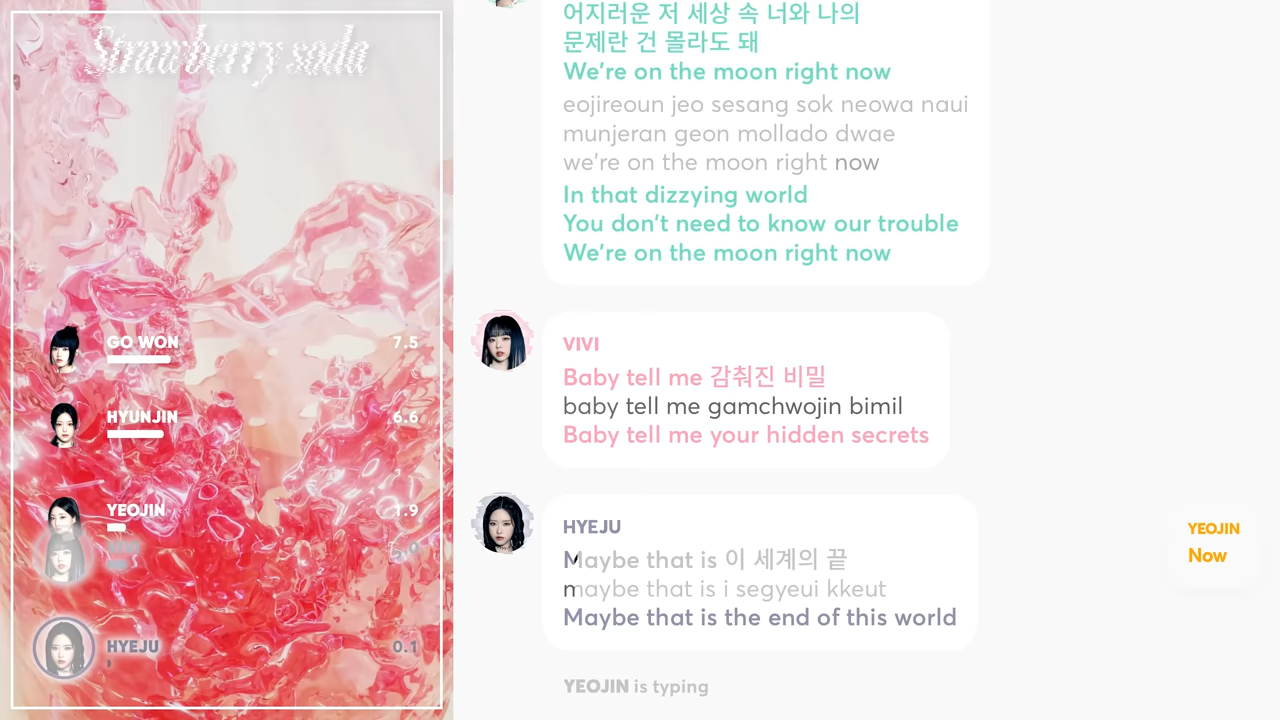 Strawberry soda
GO WON
7.5
HYUNJIN
6.6
YEOJIN
1.9
HYEJU
0.1
어지러운 저 세상 속 너와 나의
문제란 건 몰라도 돼
We're on the moon right now
eojireoun jeo sesang sok neowa naui
munjeran geon mollado dwae
we're on the moon right now
In that dizzying world
You don't need to know our trouble
We're on the moon right now
VIVI
Baby tell me 감춰진 비밀
baby tell me gamchwojin bimil
Baby tell me your hidden secrets
HYEJU
Maybe that is 이 세계의 끝
maybe that is i segyeui kkeut
Maybe that is the end of this world
YEOJIN
Now
YEOJIN is typing